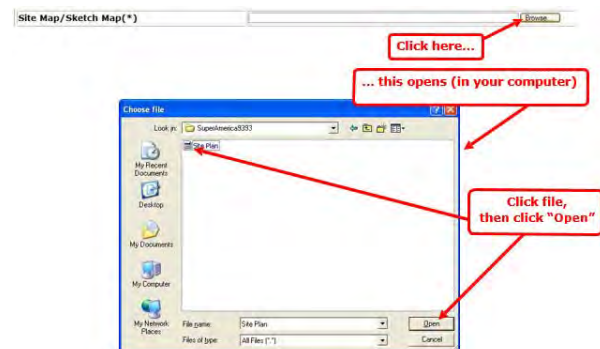 Site Map/Sketch Map(*)
Browse...
Click here...
... this opens (in your computer)
Choose file
Look in:
SuperAmerica9393
Site Plan
My Recent
Documents
Desktop
My Documents
My Computer
My Network
Places
Click file,
then click "Open"
File name:
Site Plan
Open
Files of type:
All Files (*.*)
Cancel